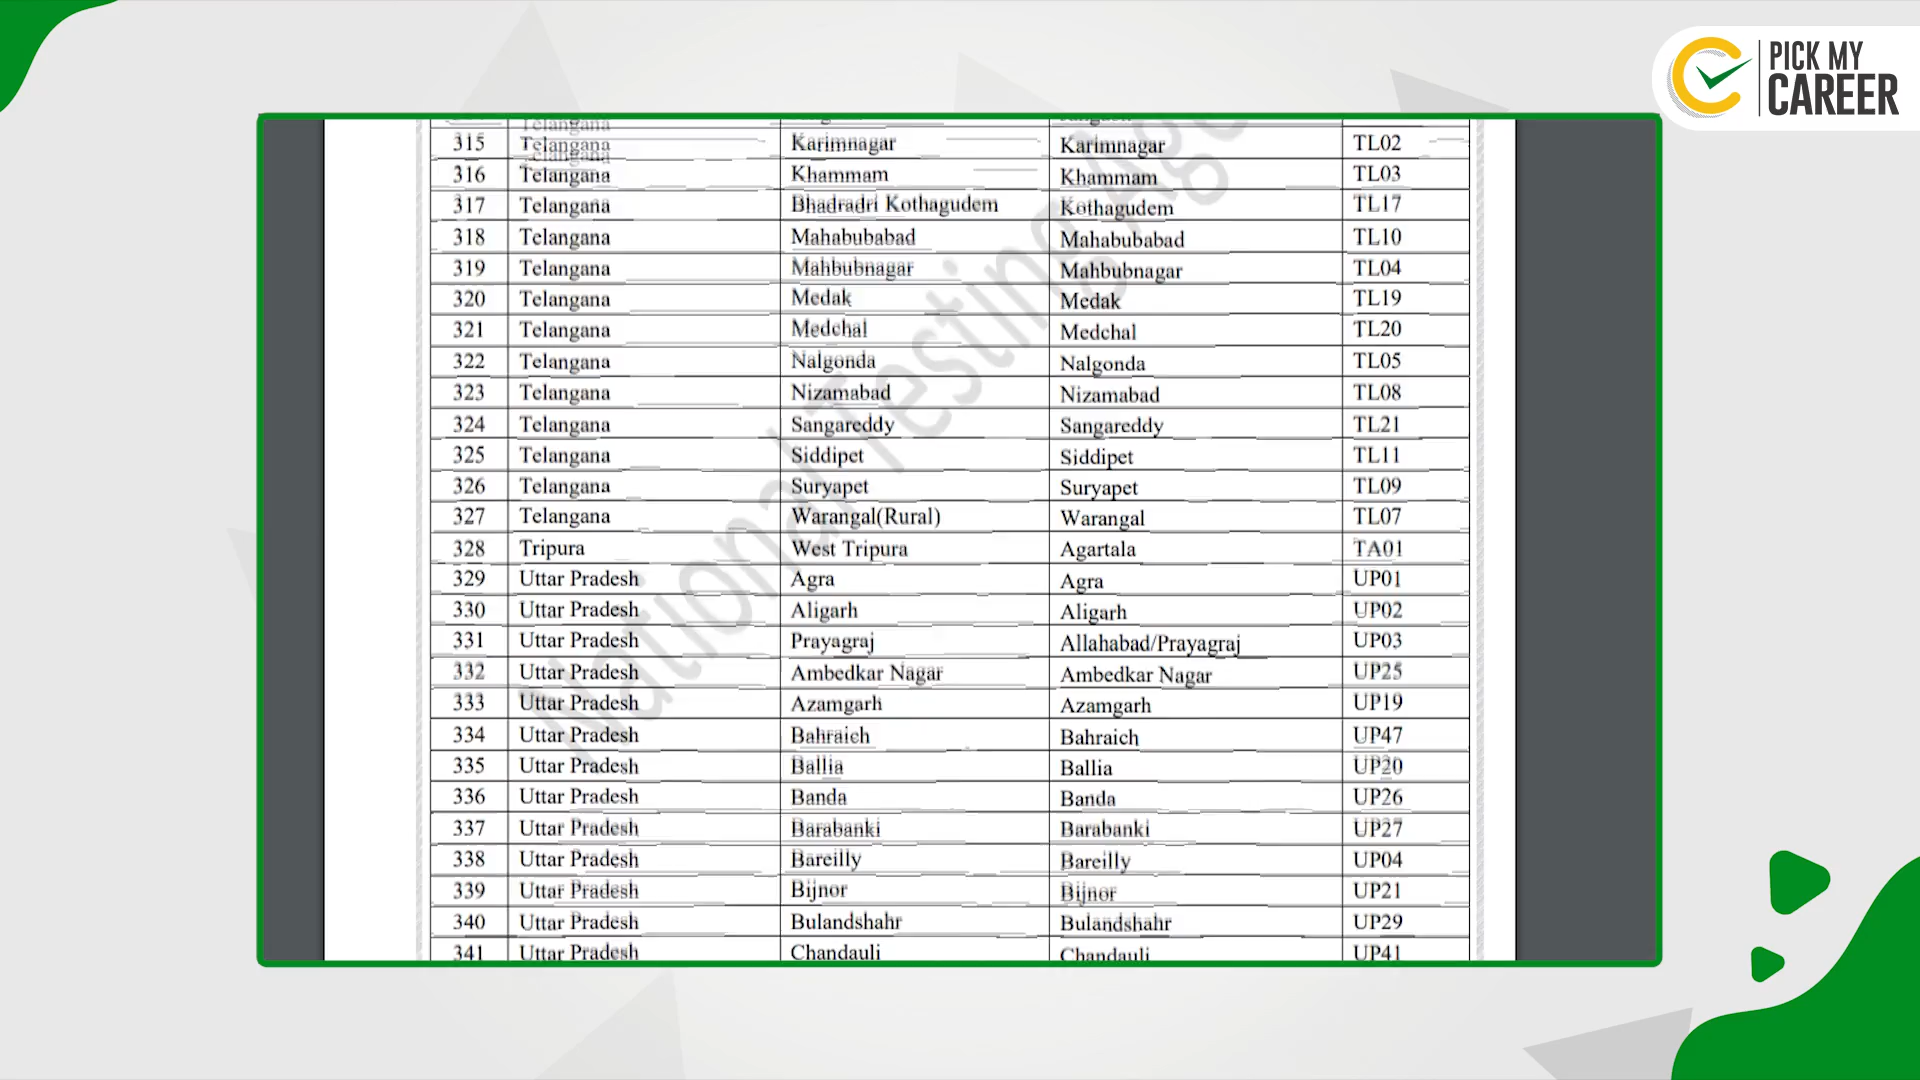 PICK MY
CAREER
Telangana
315 Telangana Karimnagar Karimnagar TL02
316 Telangana Khammam Khammam TL03
317 Telangana Bhadradri Kothagudem Kothagudem TL17
318 Telangana Mahabubabad Mahabubabad TL10
319 Telangana Mahbubnagar Mahbubnagar TL04
320 Telangana Medak Medak TL19
321 Telangana Medchal Medchal TL20
322 Telangana Nalgonda Nalgonda TL05
323 Telangana Nizamabad Nizamabad TL08
324 Telangana Sangareddy Sangareddy TL21
325 Telangana Siddipet Siddipet TL11
326 Telangana Suryapet Suryapet TL09
327 Telangana Warangal(Rural) Warangal TL07
328 Tripura West Tripura Agartala TA01
329 Uttar Pradesh Agra Agra UP01
330 Uttar Pradesh Aligarh Aligarh UP02
331 Uttar Pradesh Prayagraj Allahabad/Prayagraj UP03
332 Uttar Pradesh Ambedkar Nagar Ambedkar Nagar UP25
333 Uttar Pradesh Azamgarh Azamgarh UP19
334 Uttar Pradesh Bahraich Bahraich UP47
335 Uttar Pradesh Ballia Ballia UP20
336 Uttar Pradesh Banda Banda UP26
337 Uttar Pradesh Barabanki Barabanki UP27
338 Uttar Pradesh Bareilly Bareilly UP04
339 Uttar Pradesh Bijnor Bijnor UP21
340 Uttar Pradesh Bulandshahr Bulandshahr UP29
341 Uttar Pradesh Chandauli Chandauli UP41
National Testing